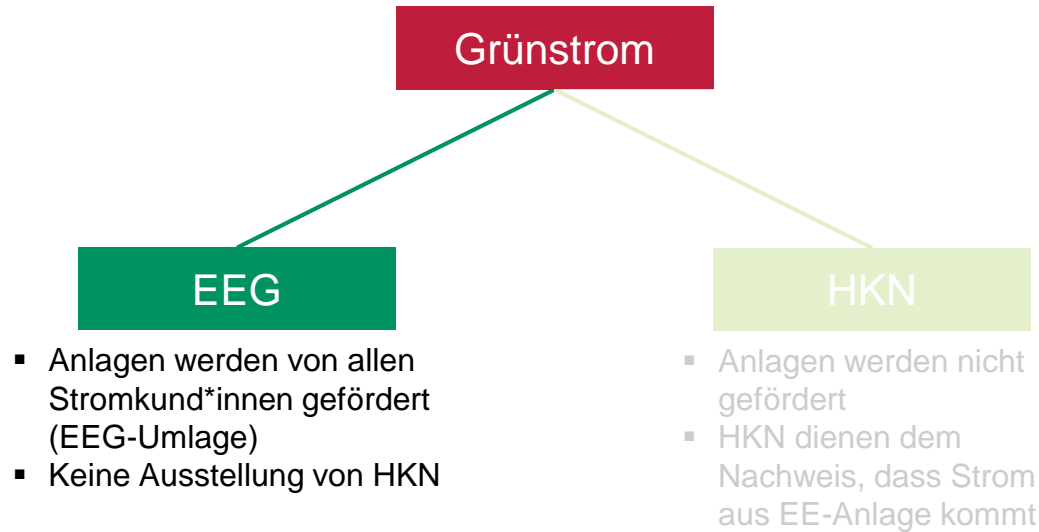 Grünstrom
EEG
▪ Anlagen werden von allen
Stromkund*innen gefördert
(EEG-Umlage)
▪ Keine Ausstellung von HKN
HKN
▪ Anlagen werden nicht
gefördert
▪ HKN dienen dem
Nachweis, dass Strom
aus EE-Anlage kommt